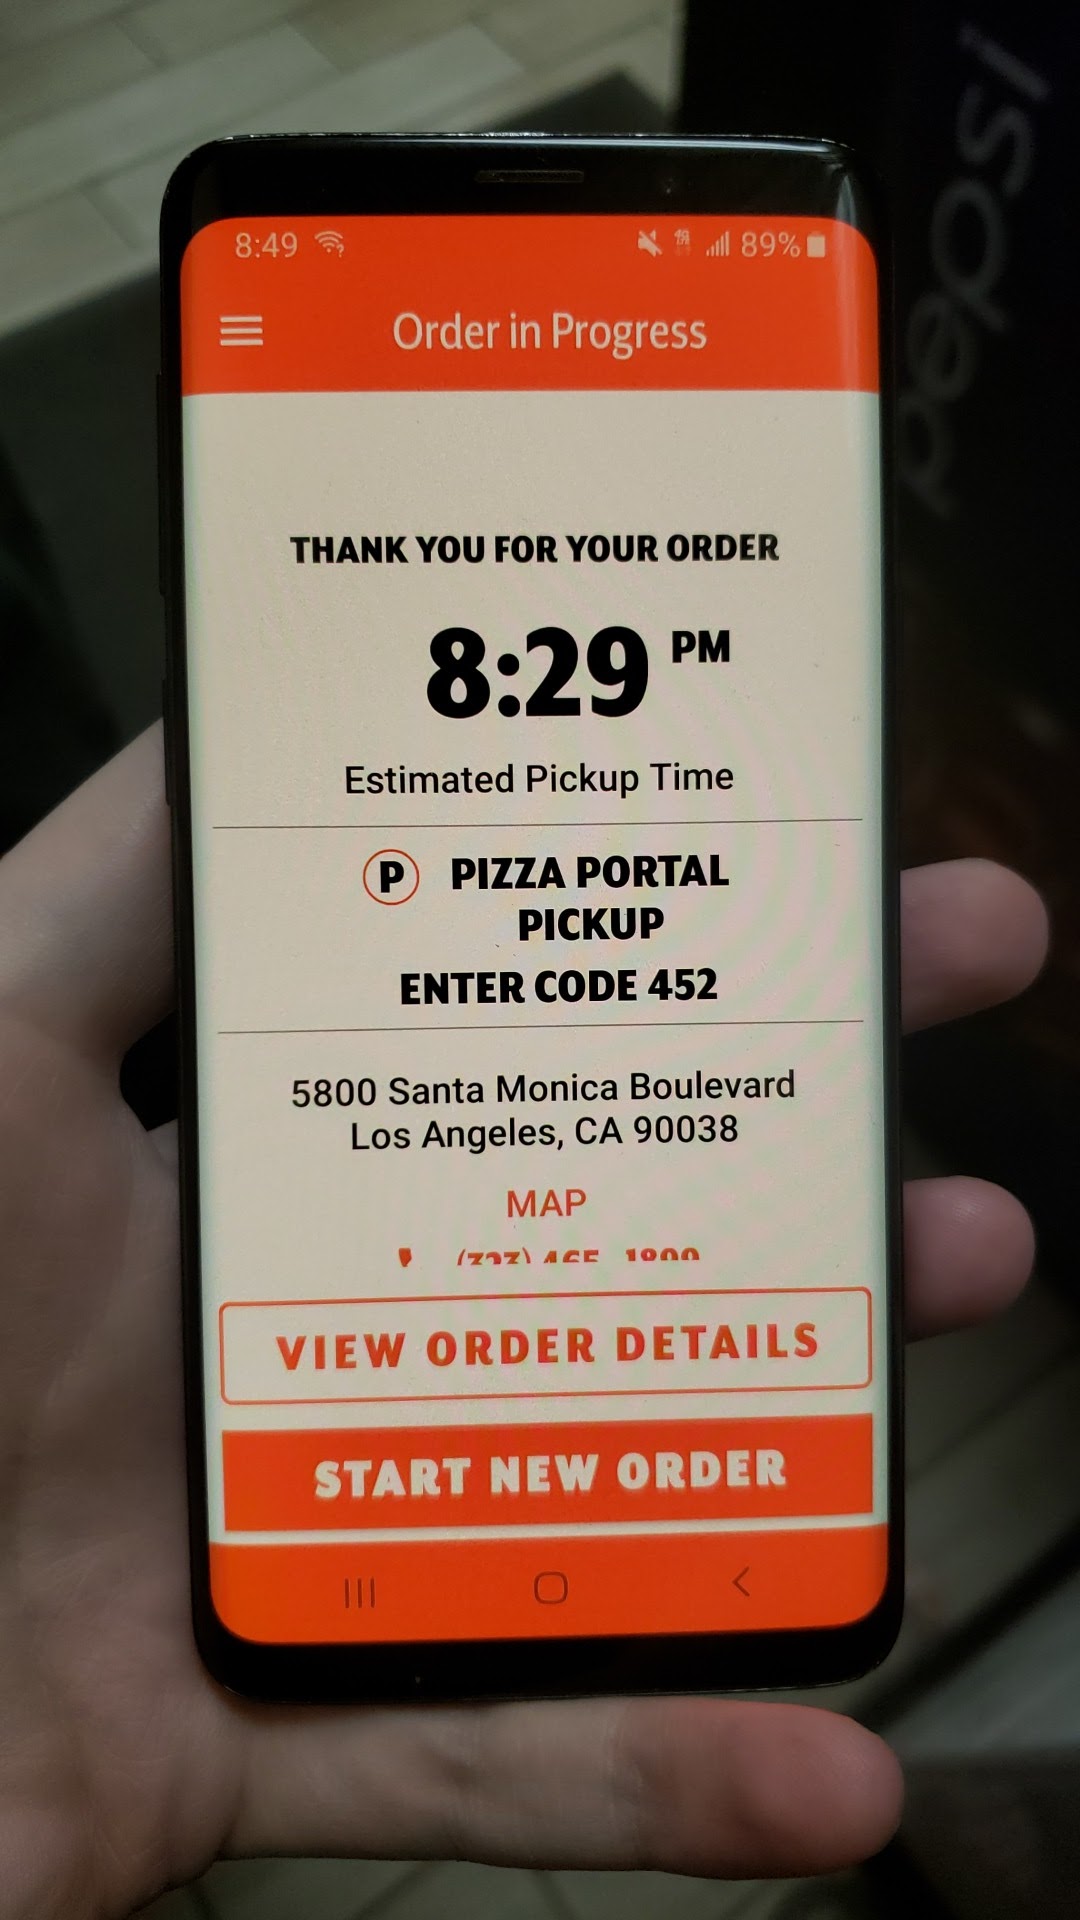 pepsi
8:49
4G 89%
Order in Progress
THANK YOU FOR YOUR ORDER
8:29 PM
Estimated Pickup Time
P PIZZA PORTAL
PICKUP
ENTER CODE 452
5800 Santa Monica Boulevard
Los Angeles, CA 90038
MAP
VIEW ORDER DETAILS
START NEW ORDER